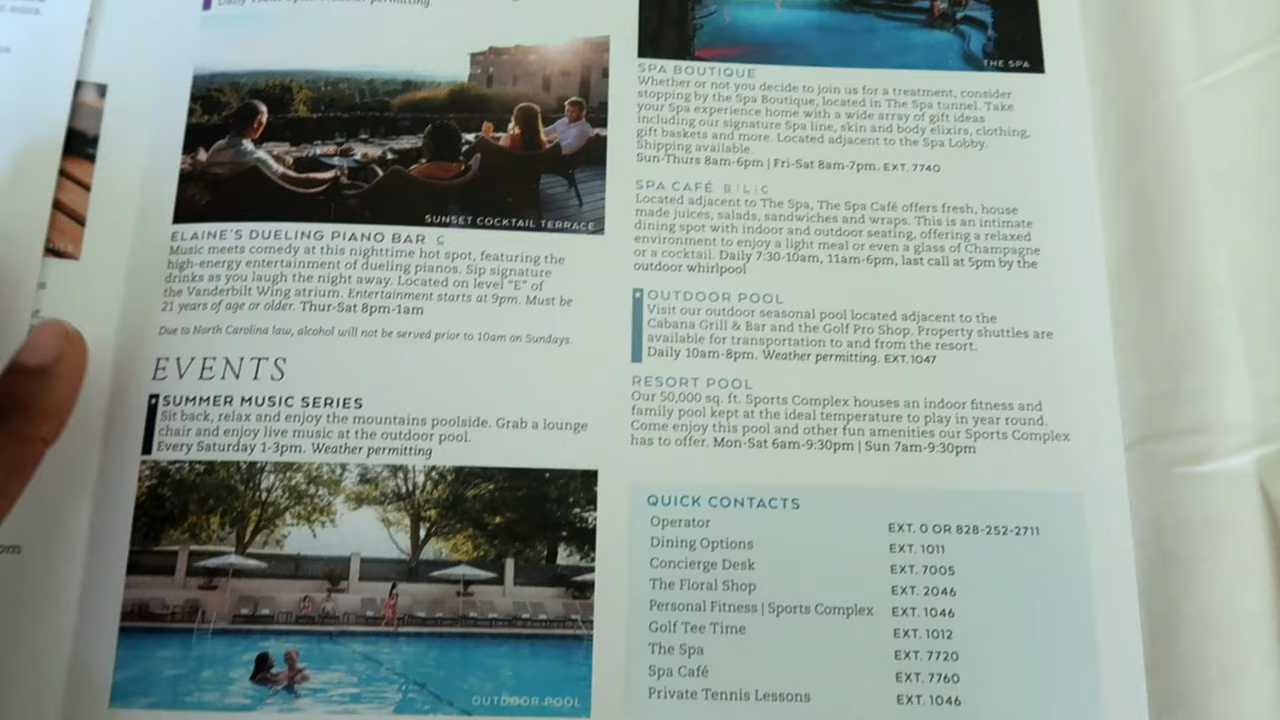 Daily
permitting.
SUNSET COCKTAIL TERRACE
ELAINE'S DUELING PIANO BAR C
Music meets comedy at this nighttime hot spot, featuring the
high-energy entertainment of dueling pianos. Sip signature
drinks as you laugh the night away. Located on level "E" of
the Vanderbilt Wing atrium. Entertainment starts at 9pm. Must be
21 years of age or older. Thur-Sat 8pm-1am
Due to North Carolina law, alcohol will not be served prior to 10am on Sundays.
EVENTS
SUMMER MUSIC SERIES
Sit back, relax and enjoy the mountains poolside. Grab a lounge
chair and enjoy live music at the outdoor pool.
Every Saturday 1-3pm. Weather permitting
OUTDOOR POOL
THE SPA
SPA BOUTIQUE
Whether or not you decide to join us for a treatment, consider
stopping by the Spa Boutique, located in The Spa tunnel. Take
your Spa experience home with a wide array of gift ideas
including our signature Spa line, skin and body elixirs, clothing,
gift baskets and more. Located adjacent to the Spa Lobby.
Shipping available.
Sun-Thurs 8am-6pm | Fri-Sat 8am-7pm. EXT. 7740
SPA CAFÉ B | L | C
Located adjacent to The Spa, The Spa Café offers fresh, house
made juices, salads, sandwiches and wraps. This is an intimate
dining spot with indoor and outdoor seating, offering a relaxed
environment to enjoy a light meal or even a glass of Champagne
or a cocktail. Daily 7:30-10am, 11am-6pm, last call at 5pm by the
outdoor whirlpool
OUTDOOR POOL
Visit our outdoor seasonal pool located adjacent to the
Cabana Grill & Bar and the Golf Pro Shop. Property shuttles are
available for transportation to and from the resort.
Daily 10am-8pm. Weather permitting. EXT. 1047
RESORT POOL
Our 50,000 sq. ft. Sports Complex houses an indoor fitness and
family pool kept at the ideal temperature to play in year round.
Come enjoy this pool and other fun amenities our Sports Complex
has to offer. Mon-Sat 6am-9:30pm | Sun 7am-9:30pm
QUICK CONTACTS
Operator EXT. 0 OR 828-252-2711
Dining Options EXT. 1011
Concierge Desk EXT. 7005
The Floral Shop EXT. 2046
Personal Fitness | Sports Complex EXT. 1046
Golf Tee Time EXT. 1012
The Spa EXT. 7720
Spa Café EXT. 7760
Private Tennis Lessons EXT. 1046